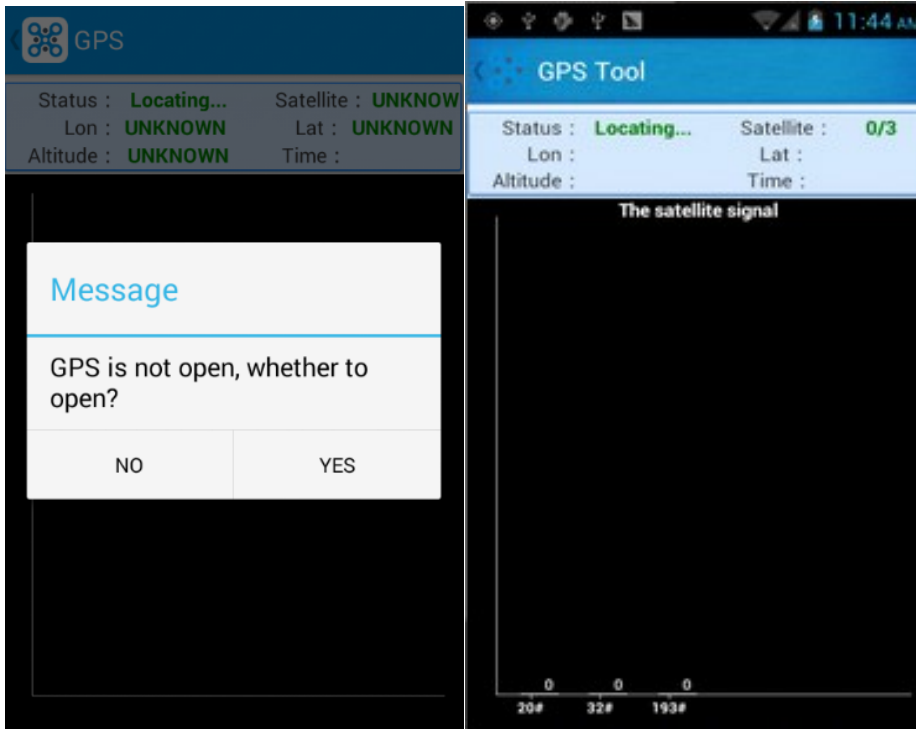 GPS
Status : Locating... Satellite : UNKNOW
Lon : UNKNOWN Lat : UNKNOWN
Altitude : UNKNOWN Time :
Message
GPS is not open, whether to
open?
NO YES
11:44 AM
GPS Tool
Status : Locating... Satellite : 0/3
Lon : Lat :
Altitude : Time :
The satellite signal
0 0 0
20# 32# 193#